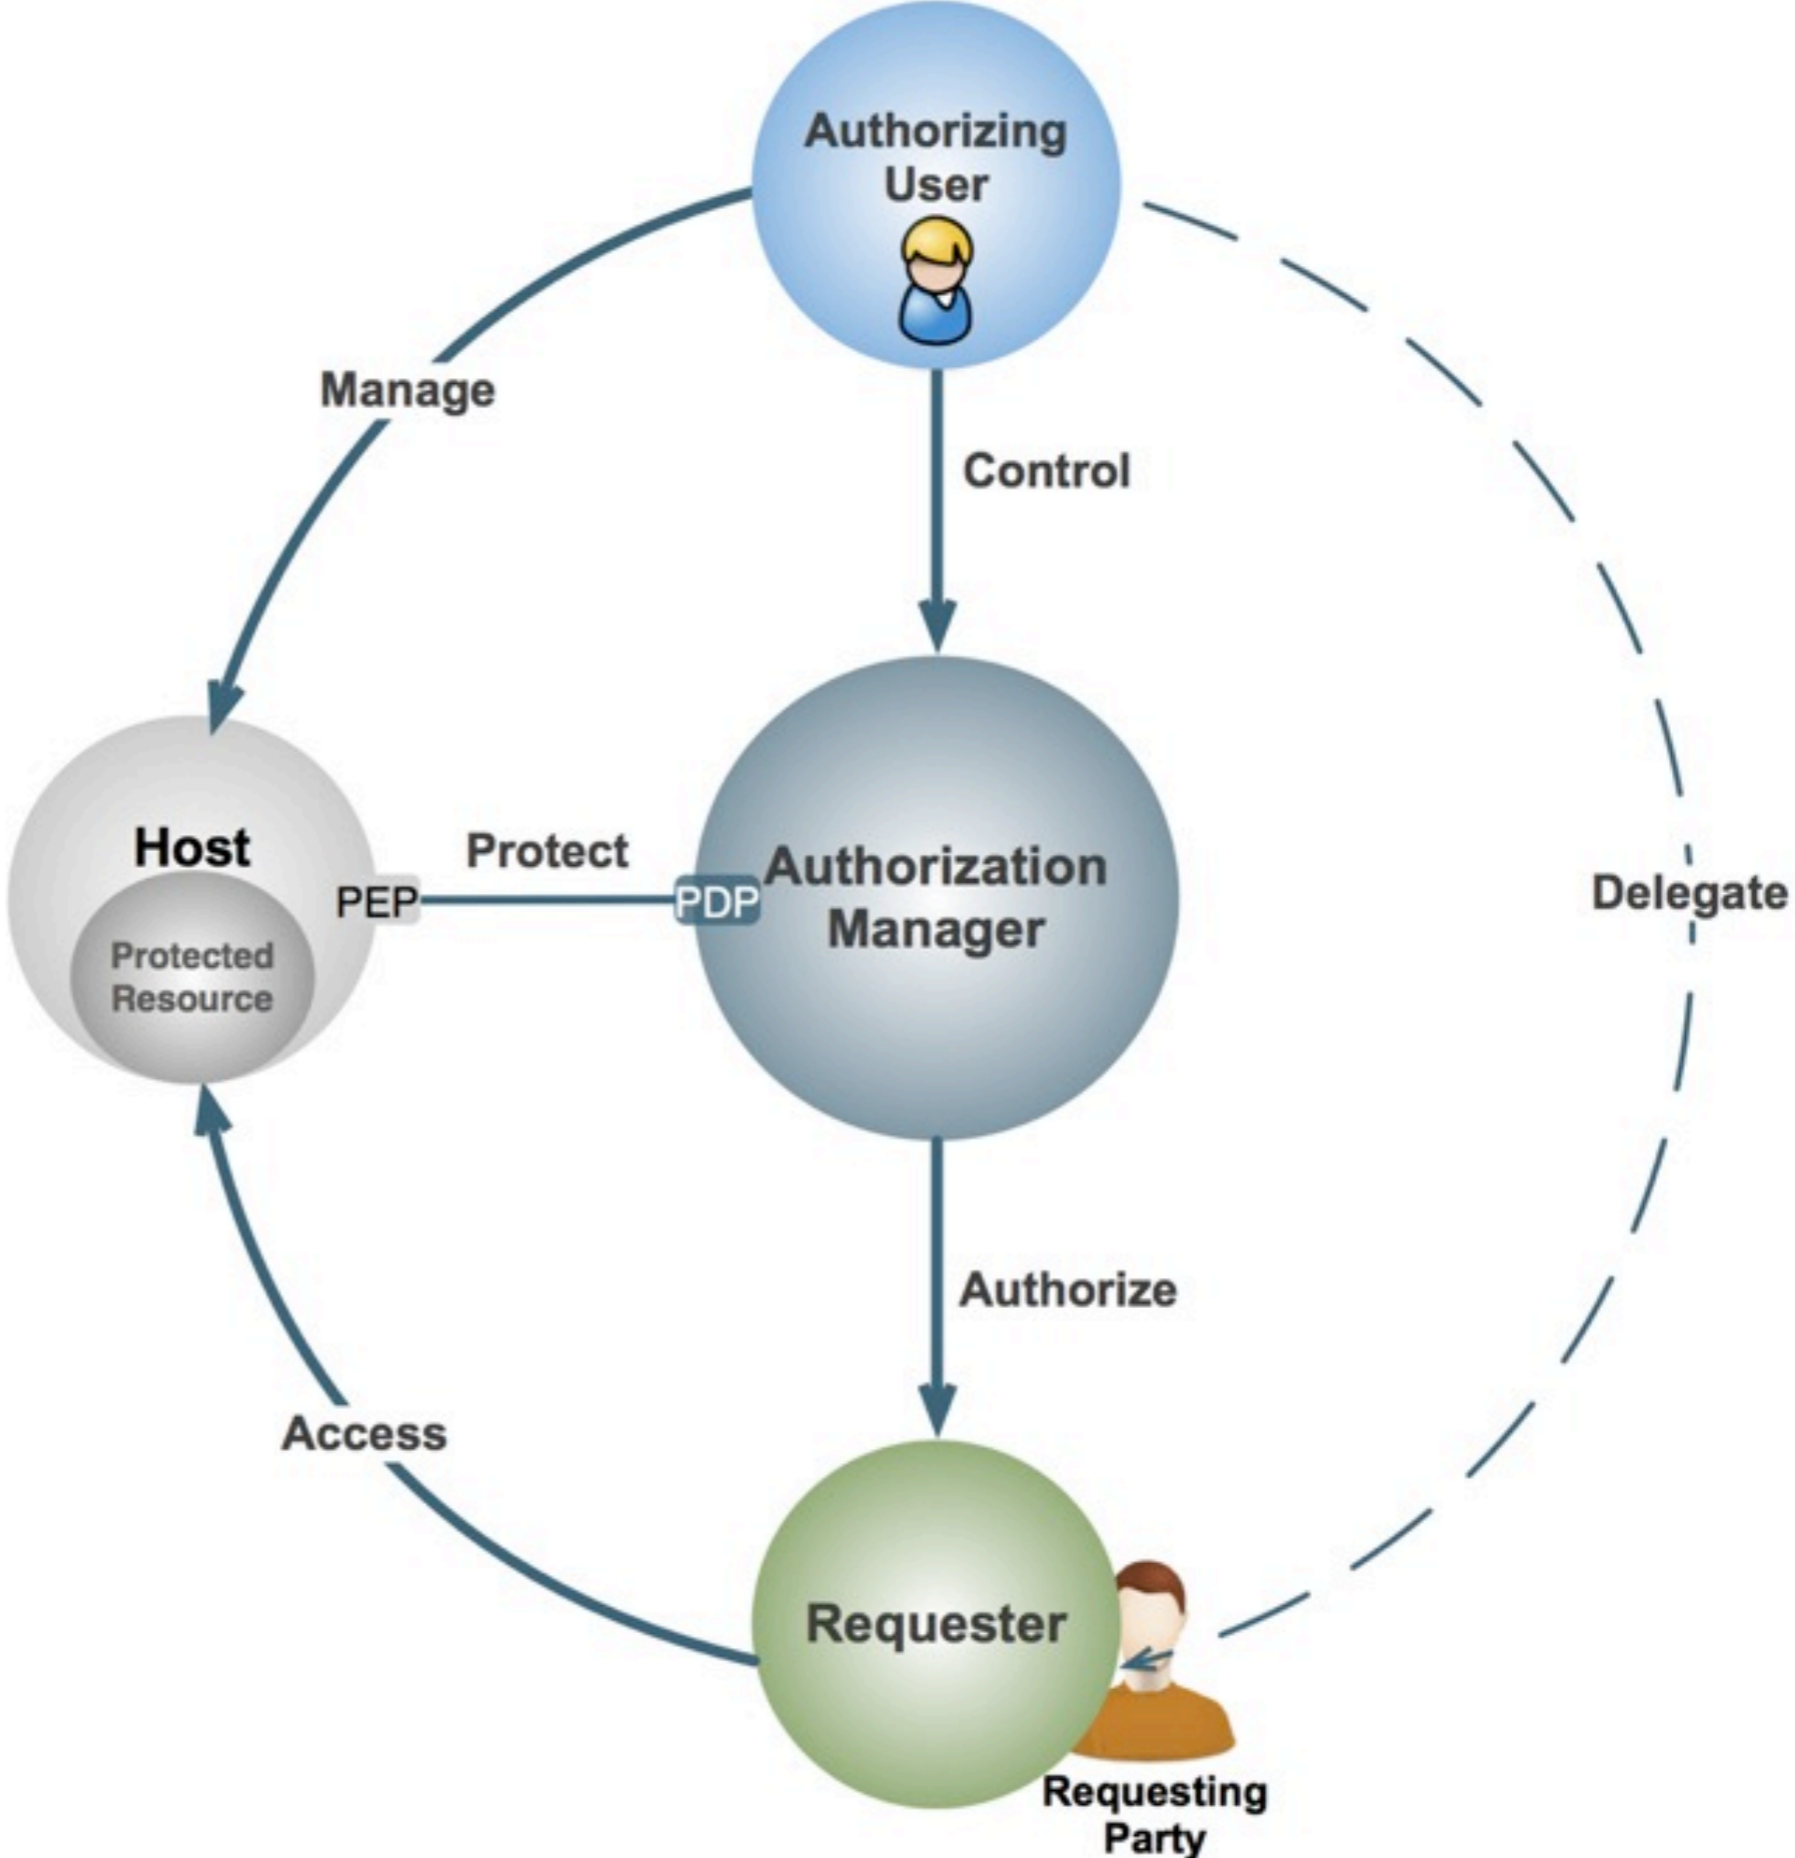 Authorizing
User
Manage
Control
Host
Protected
Resource
PEP
Protect
PDP
Authorization
Manager
Delegate
Authorize
Access
Requester
Requesting
Party